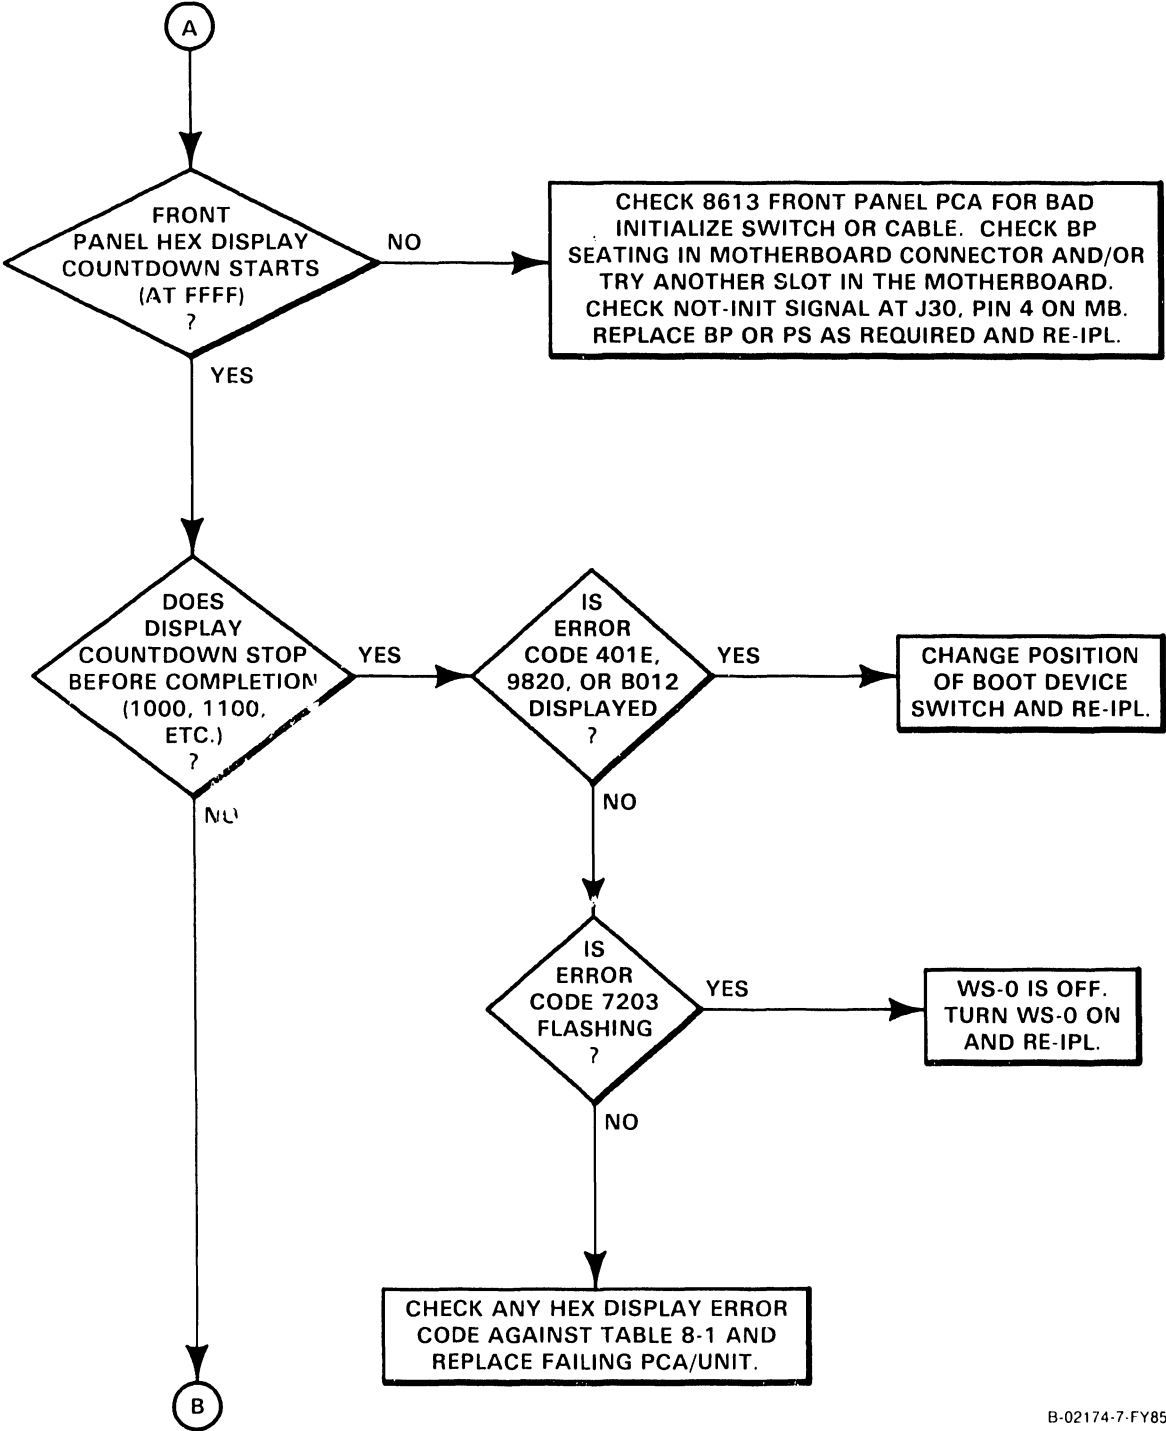 A
FRONT
PANEL HEX DISPLAY
COUNTDOWN STARTS
(AT FFFF)
?
NO
CHECK 8613 FRONT PANEL PCA FOR BAD
INITIALIZE SWITCH OR CABLE. CHECK BP
SEATING IN MOTHERBOARD CONNECTOR AND/OR
TRY ANOTHER SLOT IN THE MOTHERBOARD.
CHECK NOT-INIT SIGNAL AT J30, PIN 4 ON MB.
REPLACE BP OR PS AS REQUIRED AND RE-IPL.
YES
DOES
DISPLAY
COUNTDOWN STOP
BEFORE COMPLETION
(1000, 1100,
ETC.)
?
YES
NO
IS
ERROR
CODE 401E,
9820, OR B012
DISPLAYED
?
YES
CHANGE POSITION
OF BOOT DEVICE
SWITCH AND RE-IPL.
NO
IS
ERROR
CODE 7203
FLASHING
?
YES
WS-0 IS OFF.
TURN WS-0 ON
AND RE-IPL.
NO
CHECK ANY HEX DISPLAY ERROR
CODE AGAINST TABLE 8-1 AND
REPLACE FAILING PCA/UNIT.
B
B-02174-7-FY85